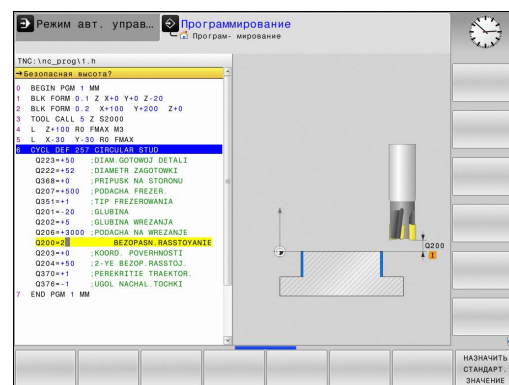 Режим авт. управ…
Программирование
Програм- мирование
TNC:\nc_prog\1.h
→Безопасная высота?
0 BEGIN PGM 1 MM
1 BLK FORM 0.1 Z X+0 Y+0 Z-20
2 BLK FORM 0.2 X+100 Y+200 Z+0
3 TOOL CALL 5 Z S2000
4 L Z+100 R0 FMAX M3
5 L X-30 Y-30 R0 FMAX
6 CYCL DEF 257 CIRCULAR STUD
Q223=+50 ;DIAM.GOTOWOJ DETALI
Q222=+52 ;DIAMETR ZAGOTOWKI
Q368=+0 ;PRIPUSK NA STORONU
Q207=+500 ;PODACHA FREZER.
Q351=+1 ;TIP FREZEROWANIA
Q201=-20 ;GLUBINA
Q202=+5 ;GLUBINA WREZANJA
Q206=+3000 ;PODACHA NA WREZANJE
Q200=2 BEZOPASN.RASSTOYANIE
Q203=+0 ;KOORD. POVERHNOSTI
Q204=+50 ;2-YE BEZOP.RASSTOJ.
Q370=+1 ;PEREKRITIE TRAEKTOR.
Q376=-1 ;UGOL NACHAL.TOCHKI
7 END PGM 1 MM
Q200
I
НАЗНАЧИТЬ
СТАНДАРТ.
ЗНАЧЕНИЕ